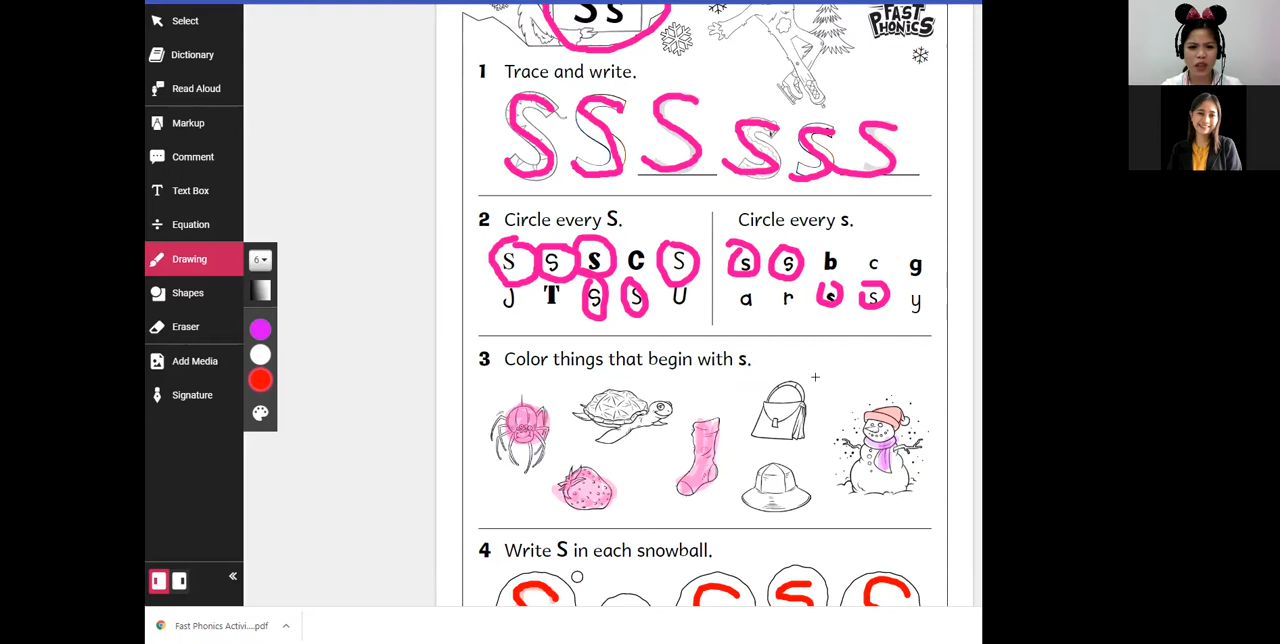 Select
Dictionary
Read Aloud
Markup
Comment
Text Box
Equation
Drawing
Shapes
Eraser
Add Media
Signature
6
«
S s
FAST
PHONICS
1 Trace and write.
S S S s s s
2 Circle every S.
S S S C S
J T S S U
Circle every s.
s s b c g
a r s s y
3 Color things that begin with s.
4 Write S in each snowball.
S S S S
Fast Phonics Activi....pdf